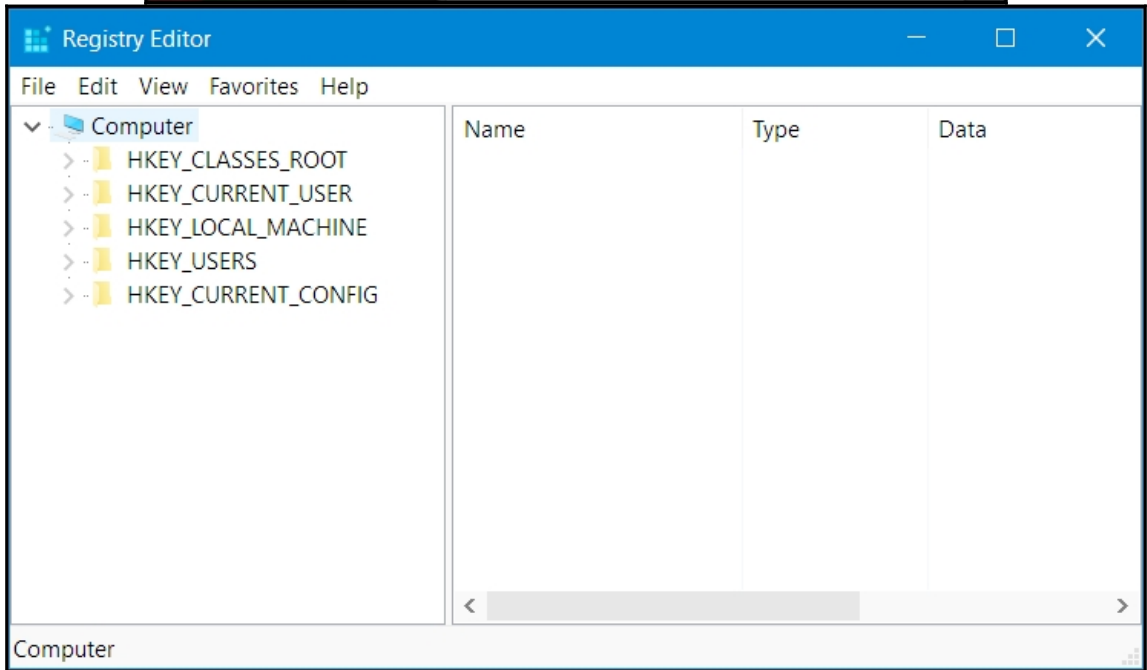 Registry Editor
File Edit View Favorites Help
Computer
HKEY_CLASSES_ROOT
HKEY_CURRENT_USER
HKEY_LOCAL_MACHINE
HKEY_USERS
HKEY_CURRENT_CONFIG
Name Type Data
Computer